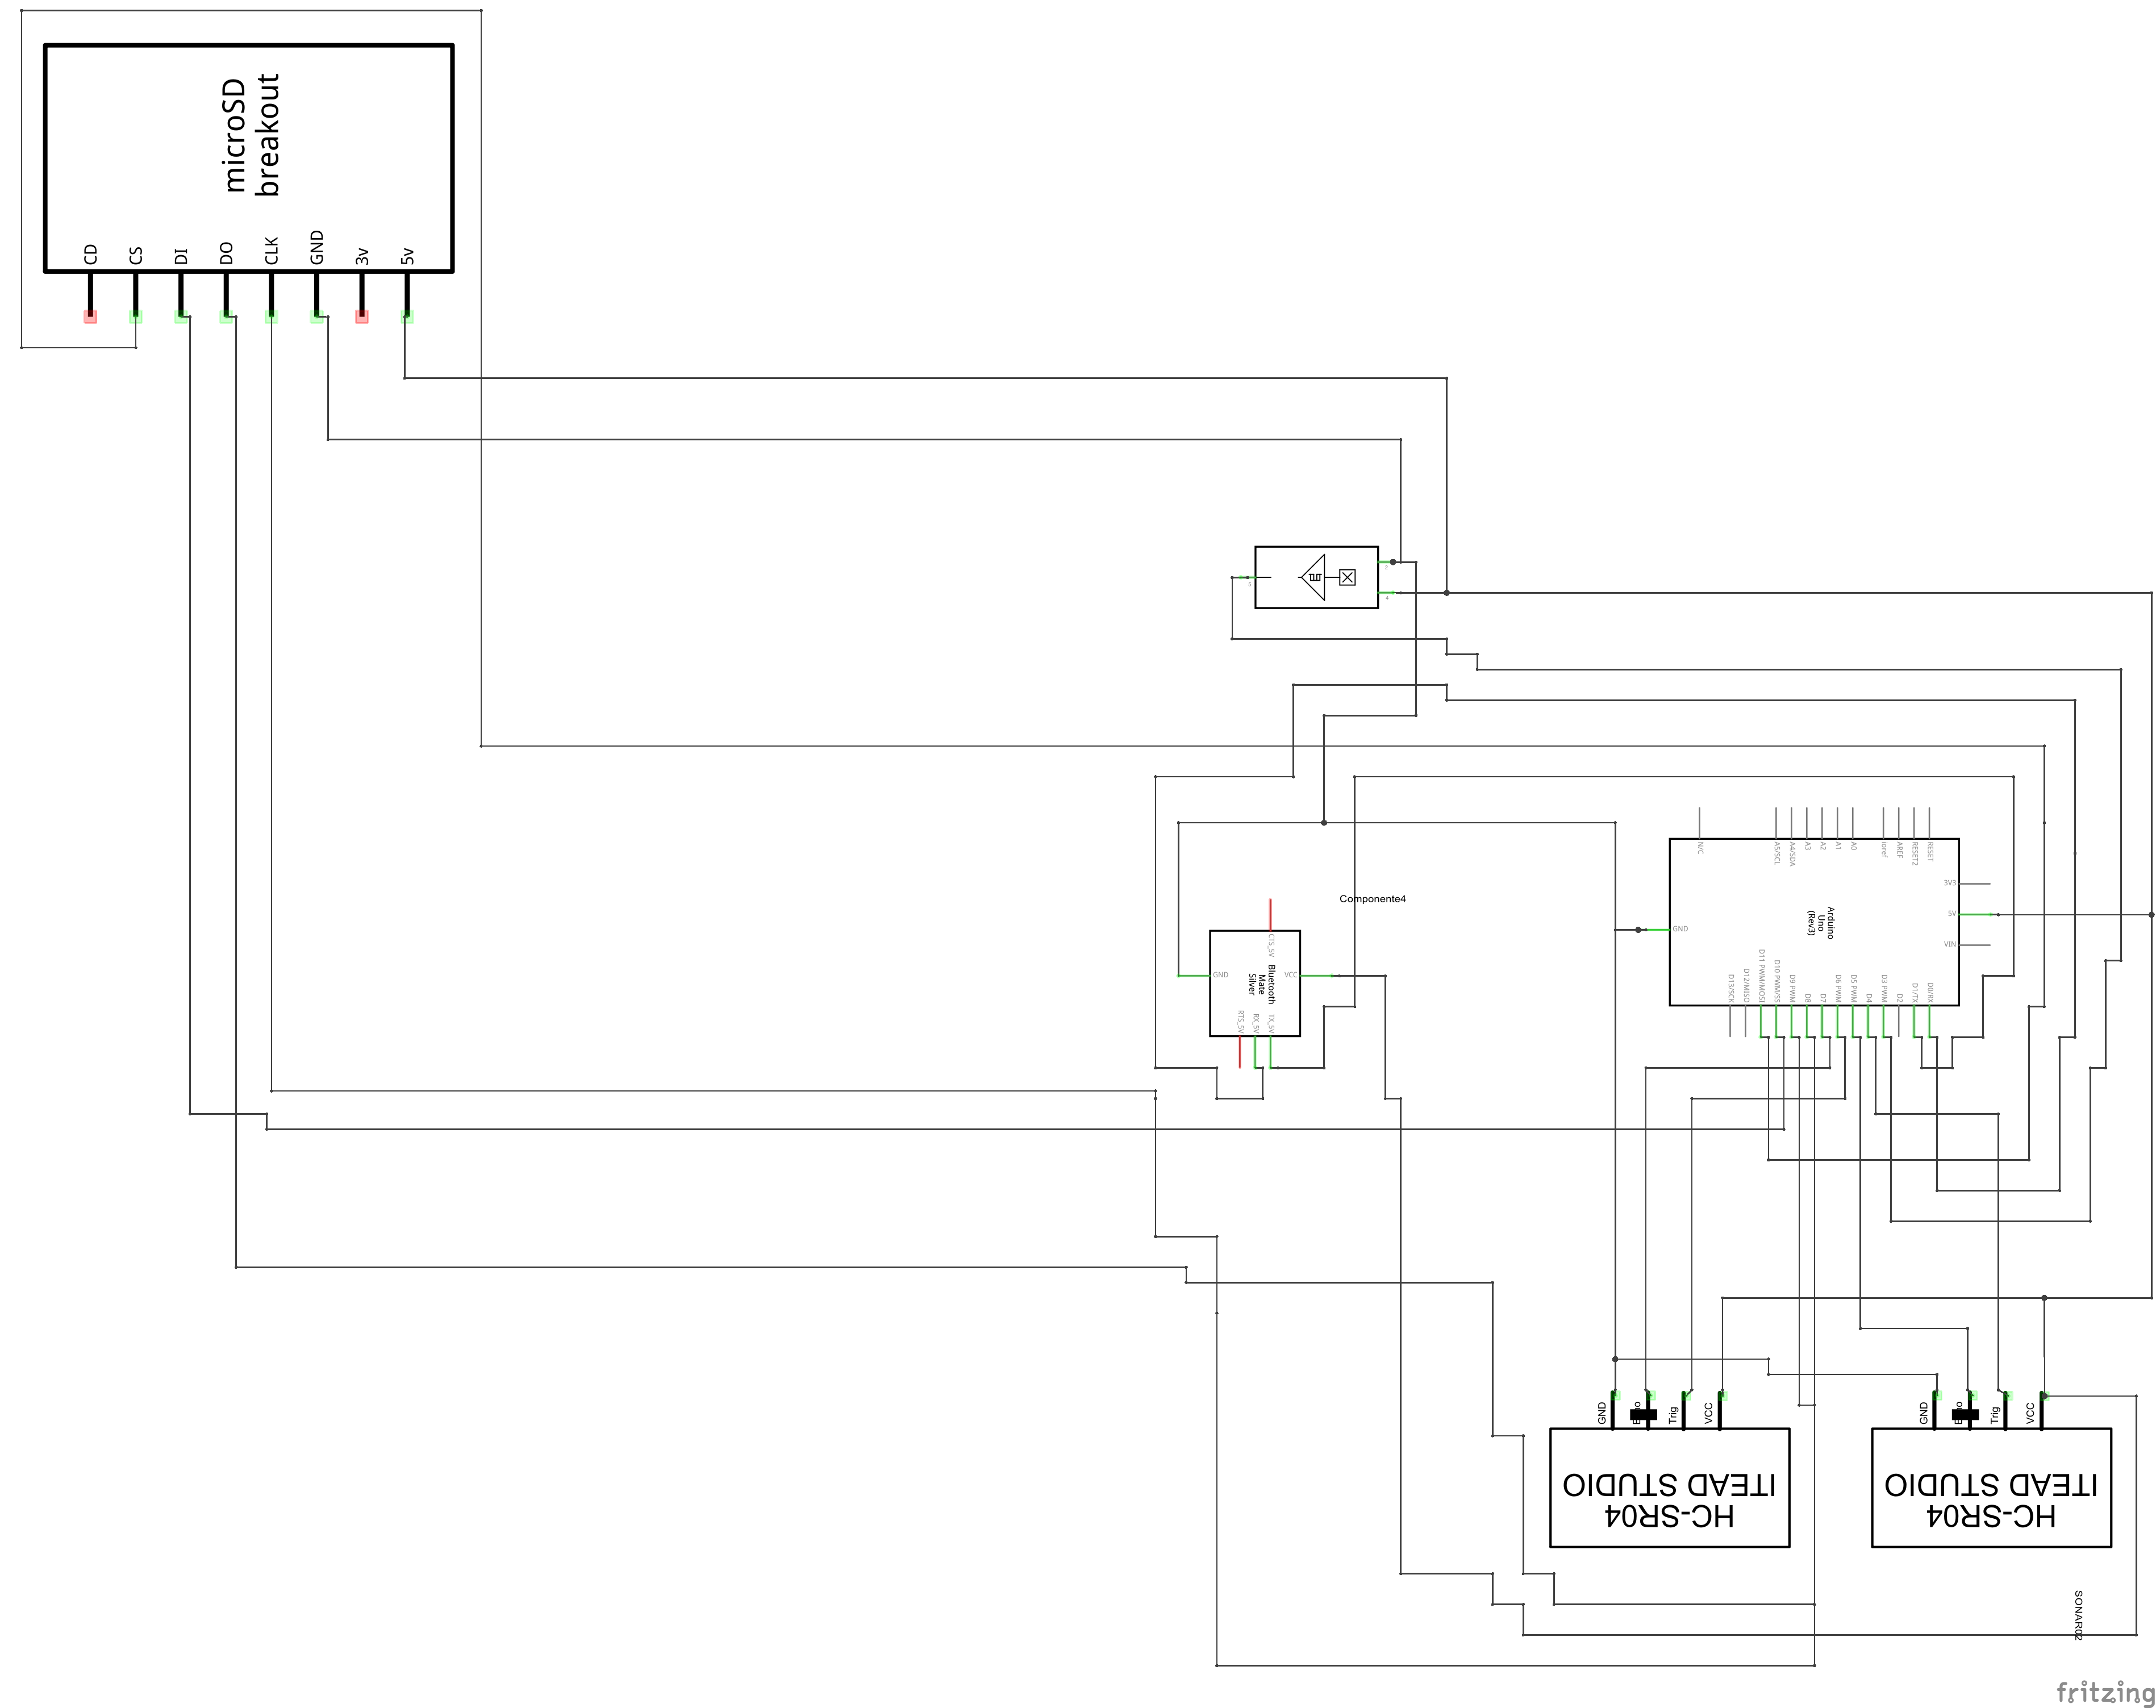 microSD
breakout
CD
CS
DI
DO
CLK
GND
3v
5v
Componente4
CTS_5V
GND
VCC
Bluetooth
Mate
Silver
RTS_5V
RX_5V
TX_5V
N/C
A5/SCL
A4/SDA
A3
A2
A1
A0
ioref
AREF
RESET2
RESET
3V3
5V
VIN
GND
Arduino
Uno
(Rev3)
D13/SCK
D12/MISO
D11 PWM/MOSI
D10 PWM/SS
D9 PWM
D8
D7
D6 PWM
D5 PWM
D4
D3 PWM
D2
D1/TX
D0/RX
GND
Trig
VCC
ITEAD STUDIO
HC-SR04
GND
Trig
VCC
ITEAD STUDIO
HC-SR04
SONAR02
fritzing